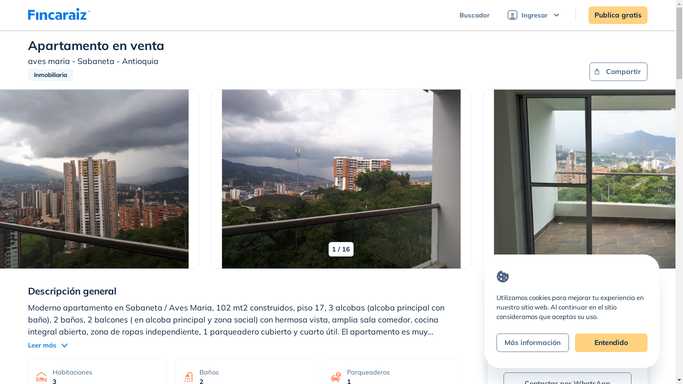 Fincaraiz
Buscador
Ingresar
Publica gratis
Apartamento en venta
aves maria - Sabaneta - Antioquia
Inmobiliaria
Compartir
1 / 16
Descripción general
Moderno apartamento en Sabaneta / Aves Maria, 102 mt2 construidos, piso 17, 3 alcobas (alcoba principal con
baño), 2 baños, 2 balcones ( en alcoba principal y zona social) con hermosa vista, amplia sala comedor, cocina
integral abierta, zona de ropas independiente, 1 parqueadero cubierto y cuarto útil. El apartamento es muy...
Leer más
Habitaciones
3
Baños
2
Parqueaderos
1
Utilizamos cookies para mejorar tu experiencia en
nuestro sitio web. Al continuar en el sitio
consideramos que aceptas su uso.
Más información
Entendido
Contactar por WhatsApp